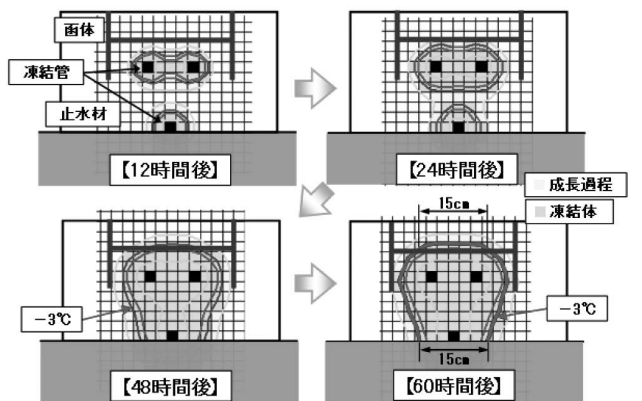 函体
凍結管
止水材
【12時間後】
【24時間後】
成長過程
凍結体
15cm
-3℃
-3℃
15cm
【48時間後】
【60時間後】